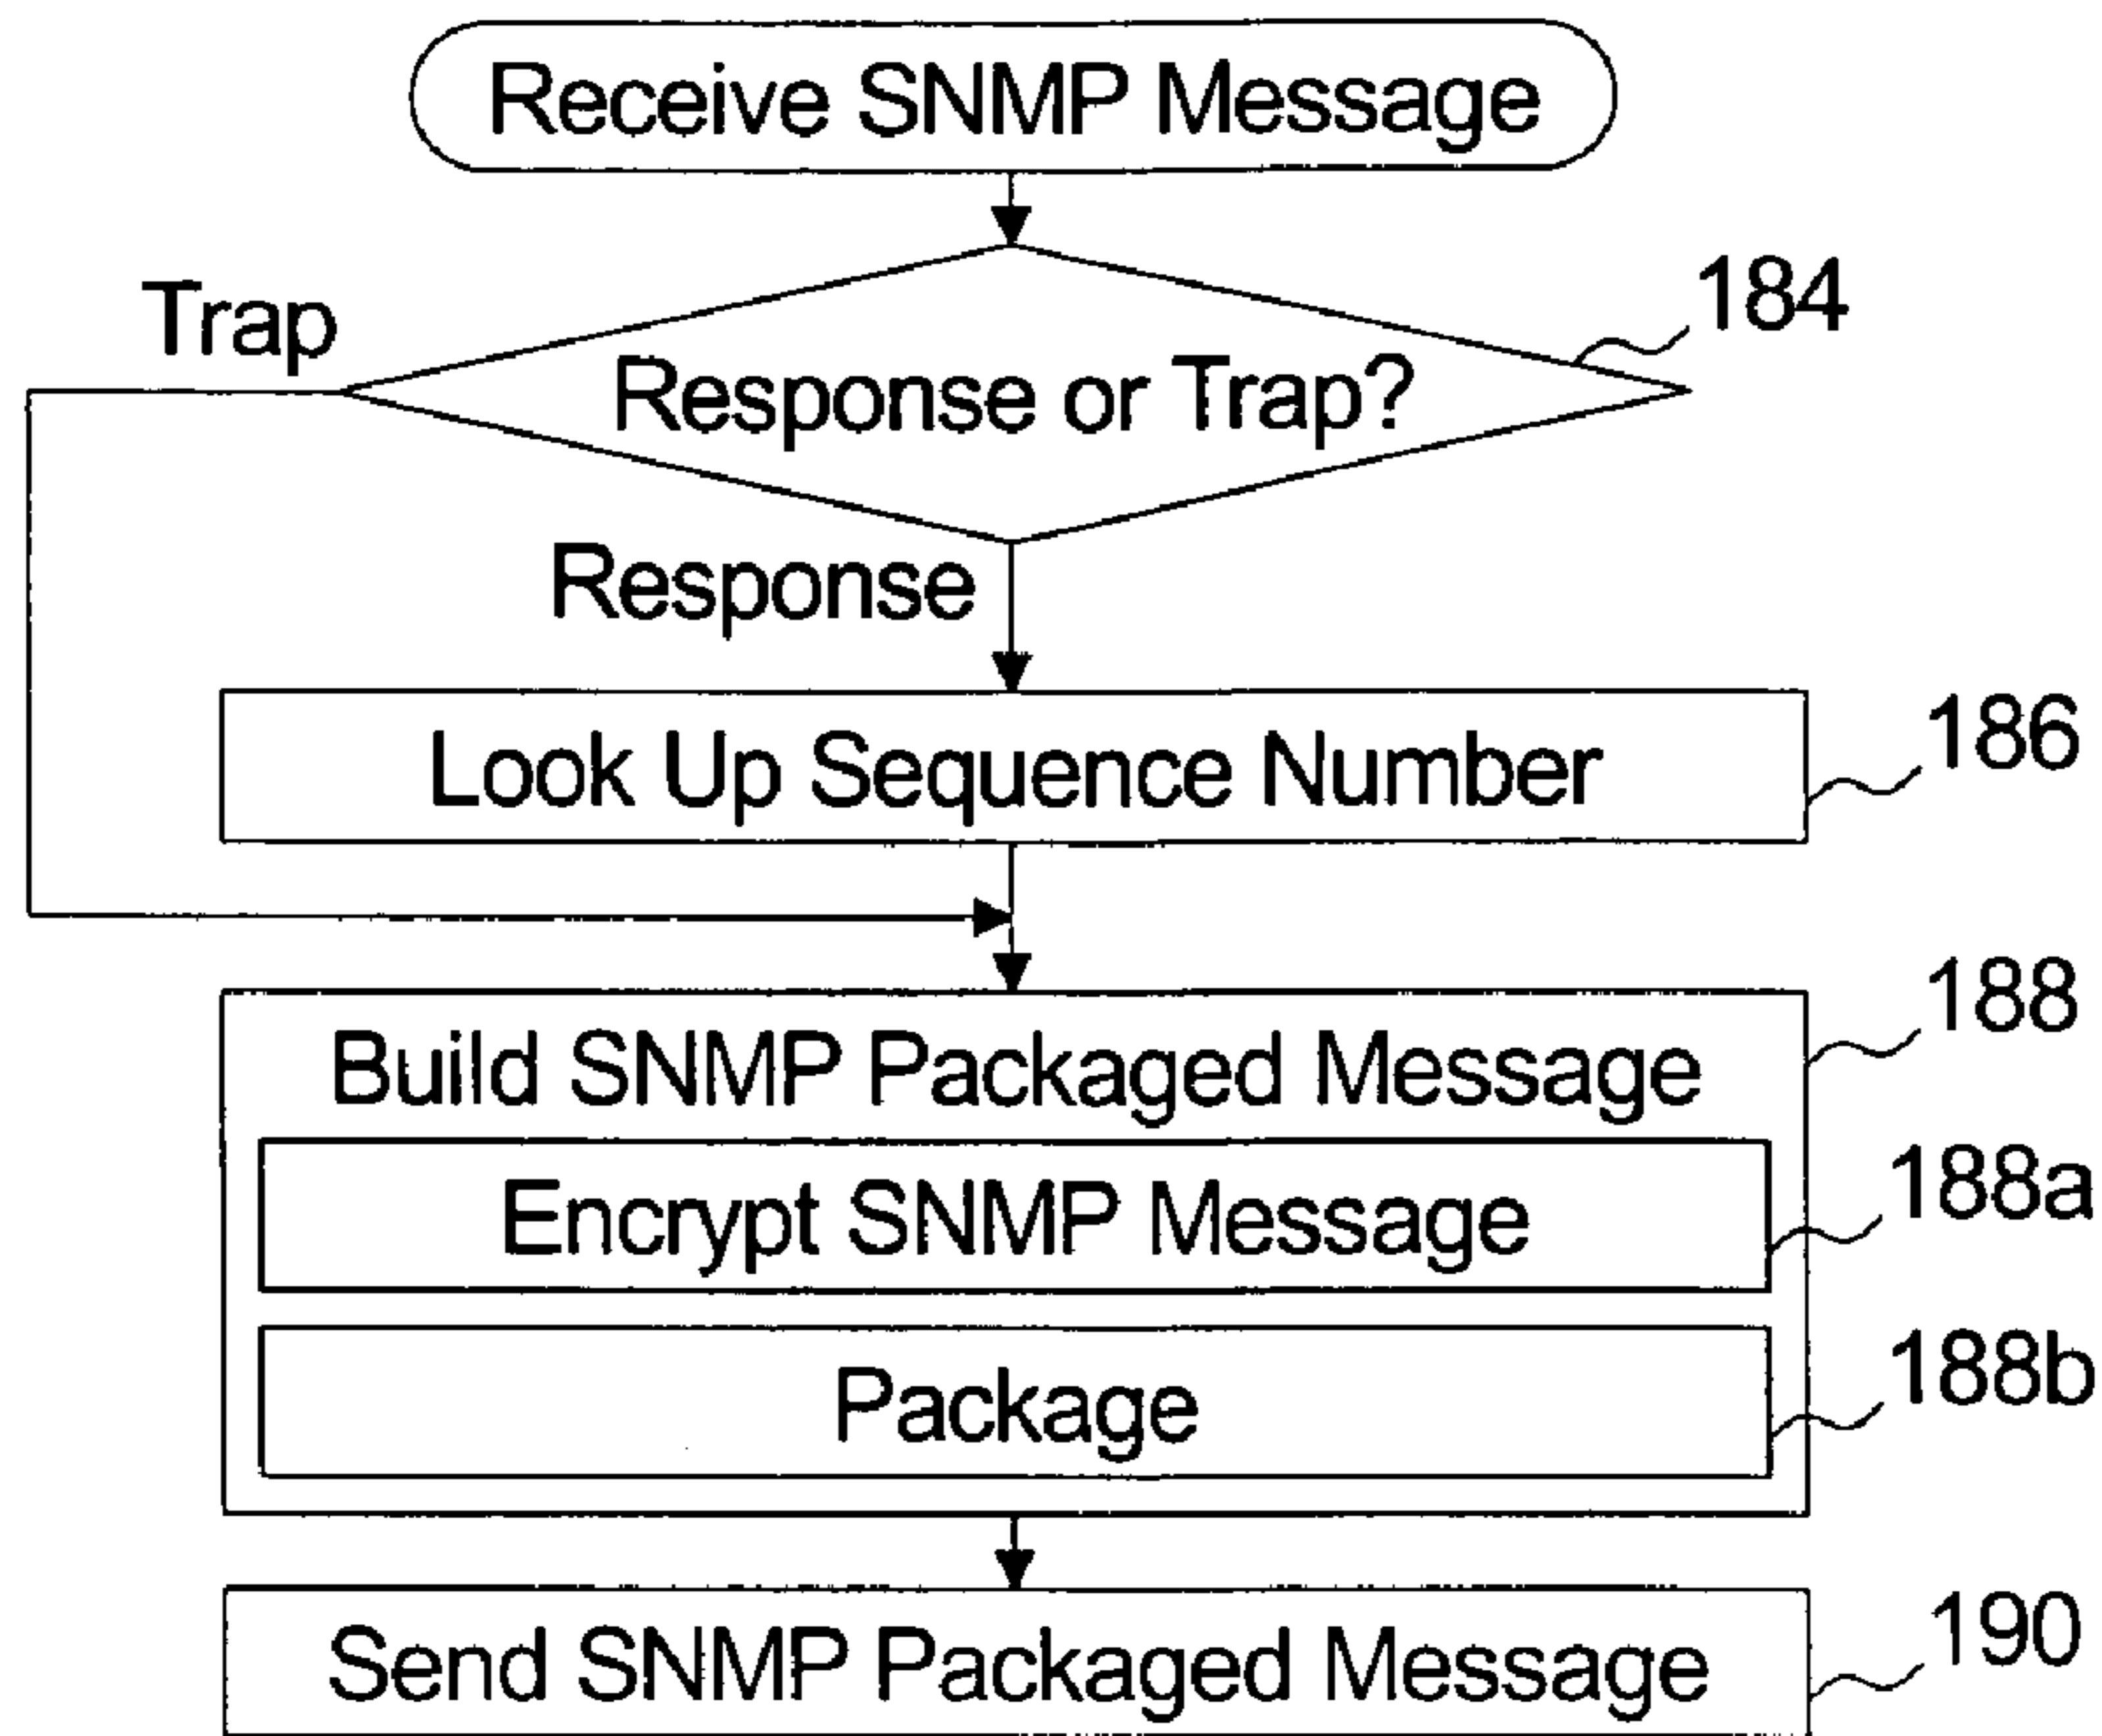 Receive SNMP Message
Trap
184
Response or Trap?
Response
Look Up Sequence Number
186
188
Build SNMP Packaged Message
188a
Encrypt SNMP Message
188b
Package
190
Send SNMP Packaged Message